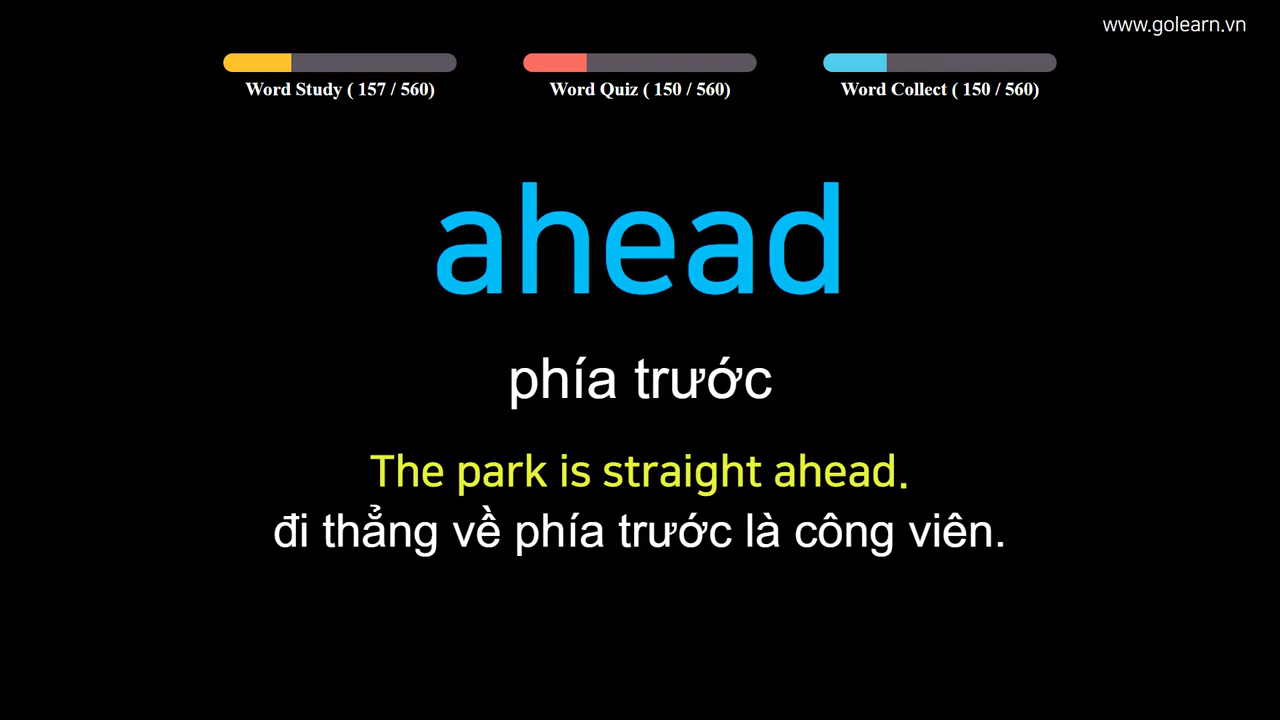 www.golearn.vn
Word Study ( 157 / 560)
Word Quiz ( 150 / 560)
Word Collect ( 150 / 560)
ahead
phía trước
The park is straight ahead.
đi thẳng về phía trước là công viên.